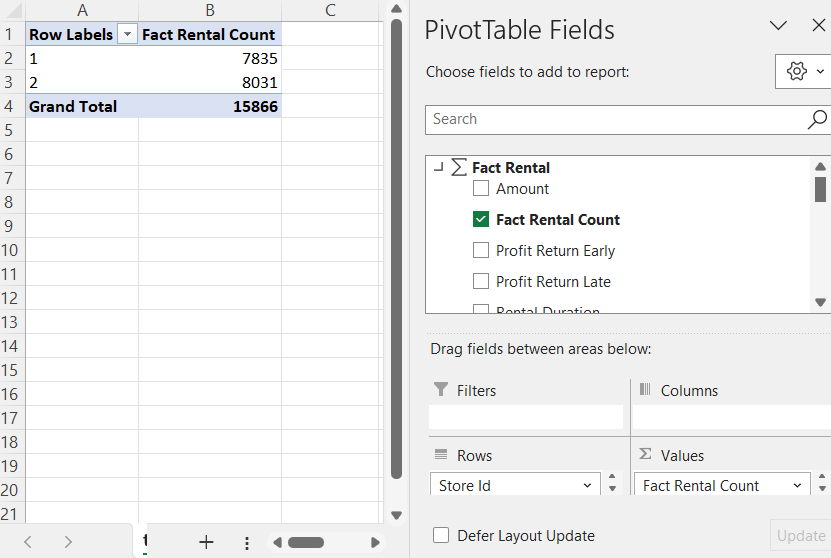 A B C
1 Row Labels Fact Rental Count
2 1 7835
3 2 8031
4 Grand Total 15866
5
6
7
8
9
10
11
12
13
14
15
16
17
18
19
20
21
PivotTable Fields
Choose fields to add to report:
Search
Fact Rental
Amount
Fact Rental Count
Profit Return Early
Profit Return Late
Rental Duration
Drag fields between areas below:
Filters
Columns
Rows
Values
Store Id
Fact Rental Count
Defer Layout Update
Update